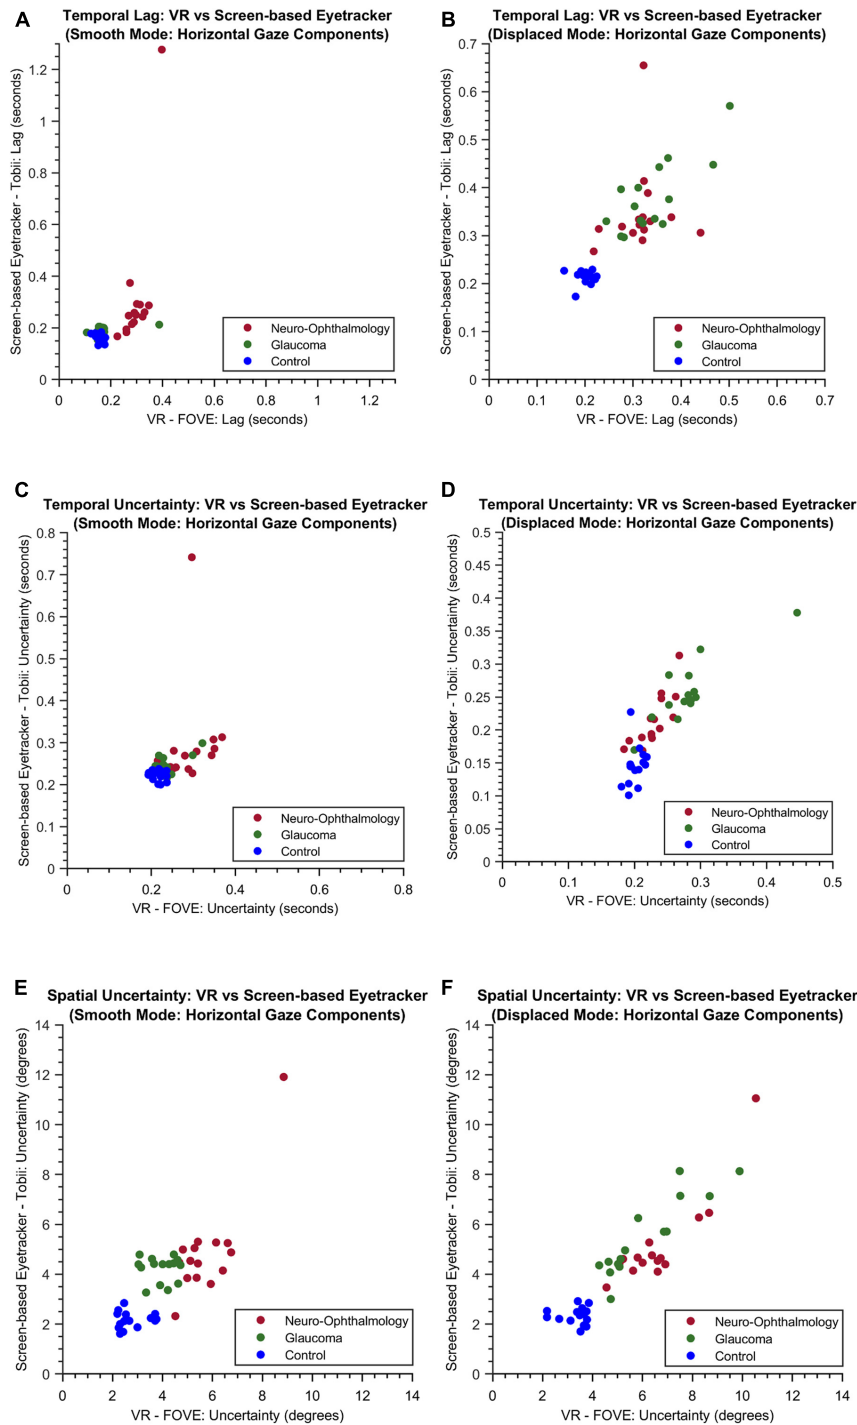 A
Temporal Lag: VR vs Screen-based Eyetracker
(Smooth Mode: Horizontal Gaze Components)
Screen-based Eyetracker - Tobii: Lag (seconds)
1.2
1
0.8
0.6
0.4
0.2
0
0 0.2 0.4 0.6 0.8 1 1.2
VR - FOVE: Lag (seconds)
Neuro-Ophthalmology
Glaucoma
Control
B
Temporal Lag: VR vs Screen-based Eyetracker
(Displaced Mode: Horizontal Gaze Components)
Screen-based Eyetracker - Tobii: Lag (seconds)
0.7
0.6
0.5
0.4
0.3
0.2
0.1
0
0 0.1 0.2 0.3 0.4 0.5 0.6 0.7
VR - FOVE: Lag (seconds)
Neuro-Ophthalmology
Glaucoma
Control
C
Temporal Uncertainty: VR vs Screen-based Eyetracker
(Smooth Mode: Horizontal Gaze Components)
Screen-based Eyetracker - Tobii: Uncertainty (seconds)
0.8
0.7
0.6
0.5
0.4
0.3
0.2
0.1
0
0 0.2 0.4 0.6 0.8
VR - FOVE: Uncertainty (seconds)
Neuro-Ophthalmology
Glaucoma
Control
D
Temporal Uncertainty: VR vs Screen-based Eyetracker
(Displaced Mode: Horizontal Gaze Components)
Screen-based Eyetracker - Tobii: Uncertainty (seconds)
0.5
0.45
0.4
0.35
0.3
0.25
0.2
0.15
0.1
0.05
0
0 0.1 0.2 0.3 0.4 0.5
VR - FOVE: Uncertainty (seconds)
Neuro-Ophthalmology
Glaucoma
Control
E
Spatial Uncertainty: VR vs Screen-based Eyetracker
(Smooth Mode: Horizontal Gaze Components)
Screen-based Eyetracker - Tobii: Uncertainty (degrees)
14
12
10
8
6
4
2
0
0 2 4 6 8 10 12 14
VR - FOVE: Uncertainty (degrees)
Neuro-Ophthalmology
Glaucoma
Control
F
Spatial Uncertainty: VR vs Screen-based Eyetracker
(Displaced Mode: Horizontal Gaze Components)
Screen-based Eyetracker - Tobii: Uncertainty (degrees)
14
12
10
8
6
4
2
0
0 2 4 6 8 10 12 14
VR - FOVE: Uncertainty (degrees)
Neuro-Ophthalmology
Glaucoma
Control